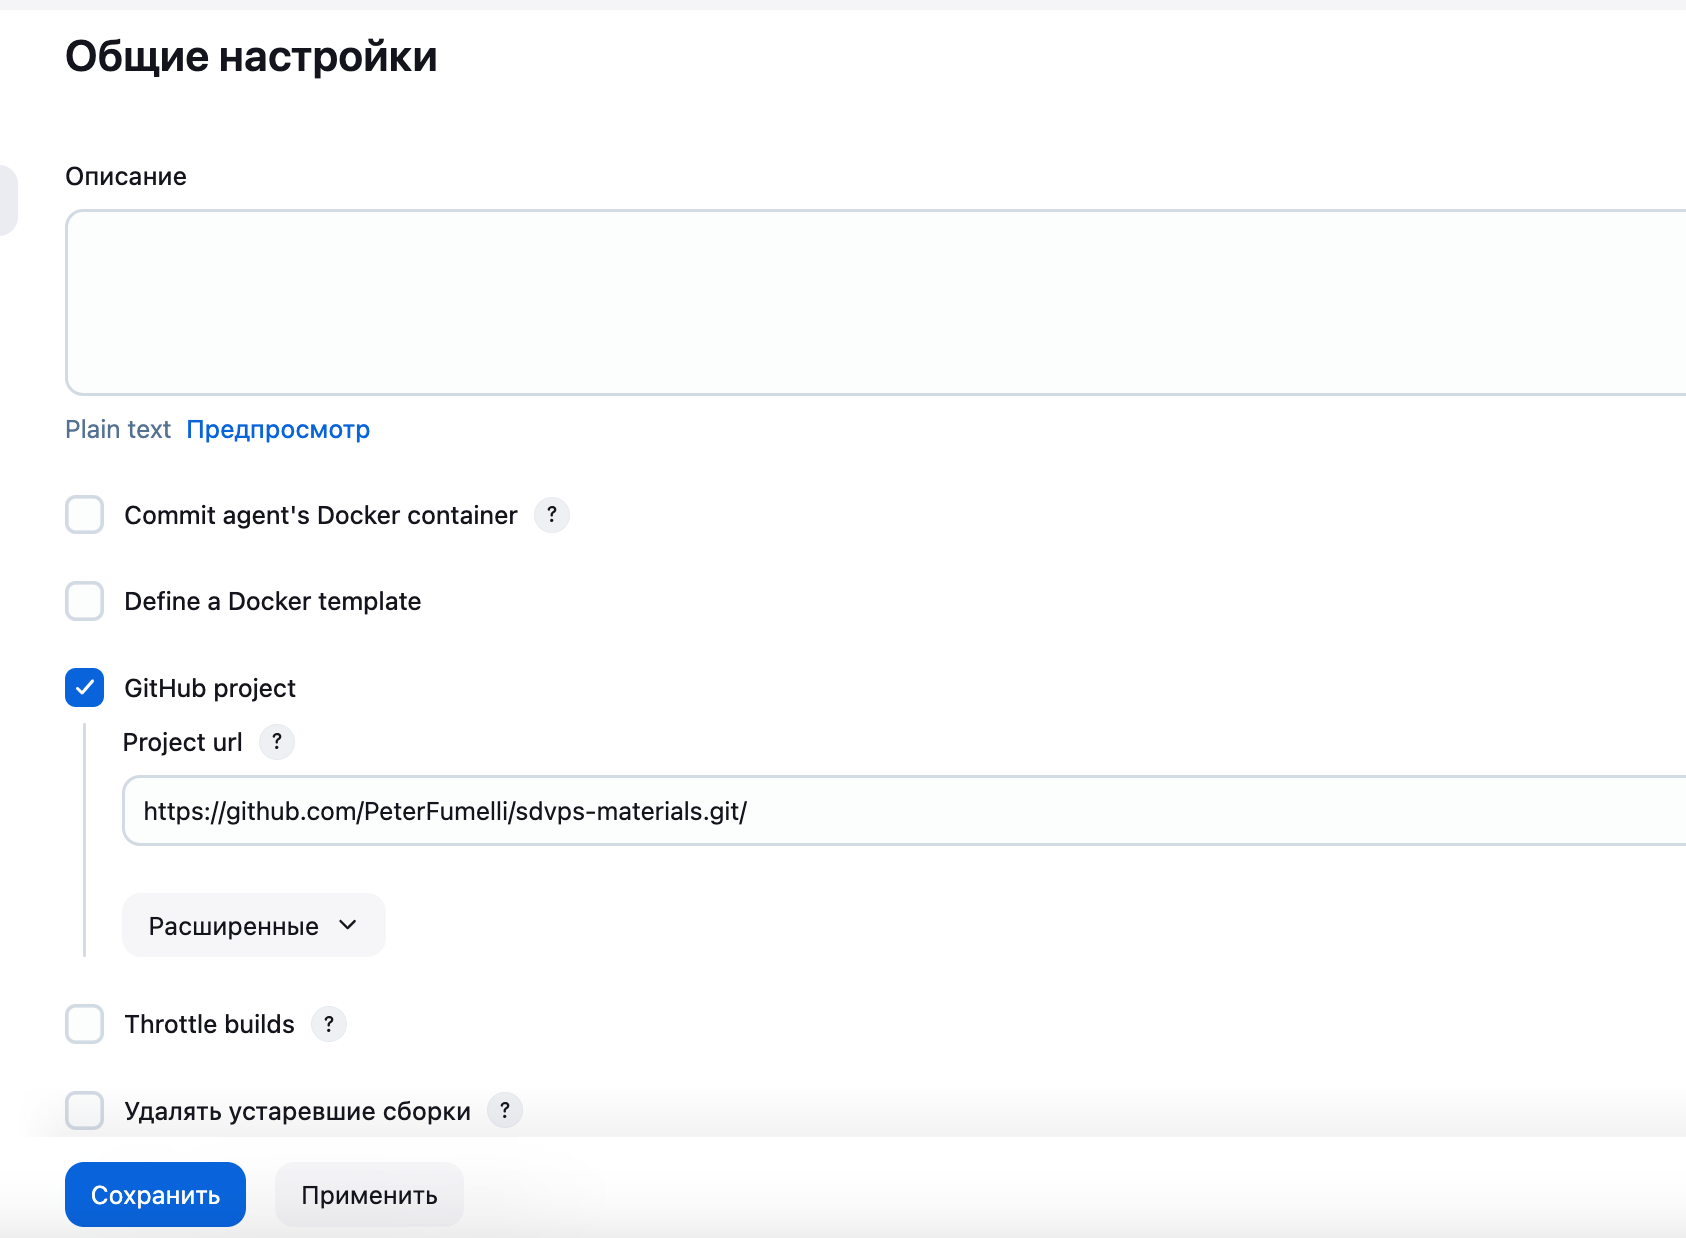 Общие настройки
Описание
Plain text Предпросмотр
Commit agent's Docker container ?
Define a Docker template
GitHub project
Project url ?
https://github.com/PeterFumelli/sdvps-materials.git/
Расширенные
Throttle builds ?
Удалять устаревшие сборки ?
Сохранить Применить